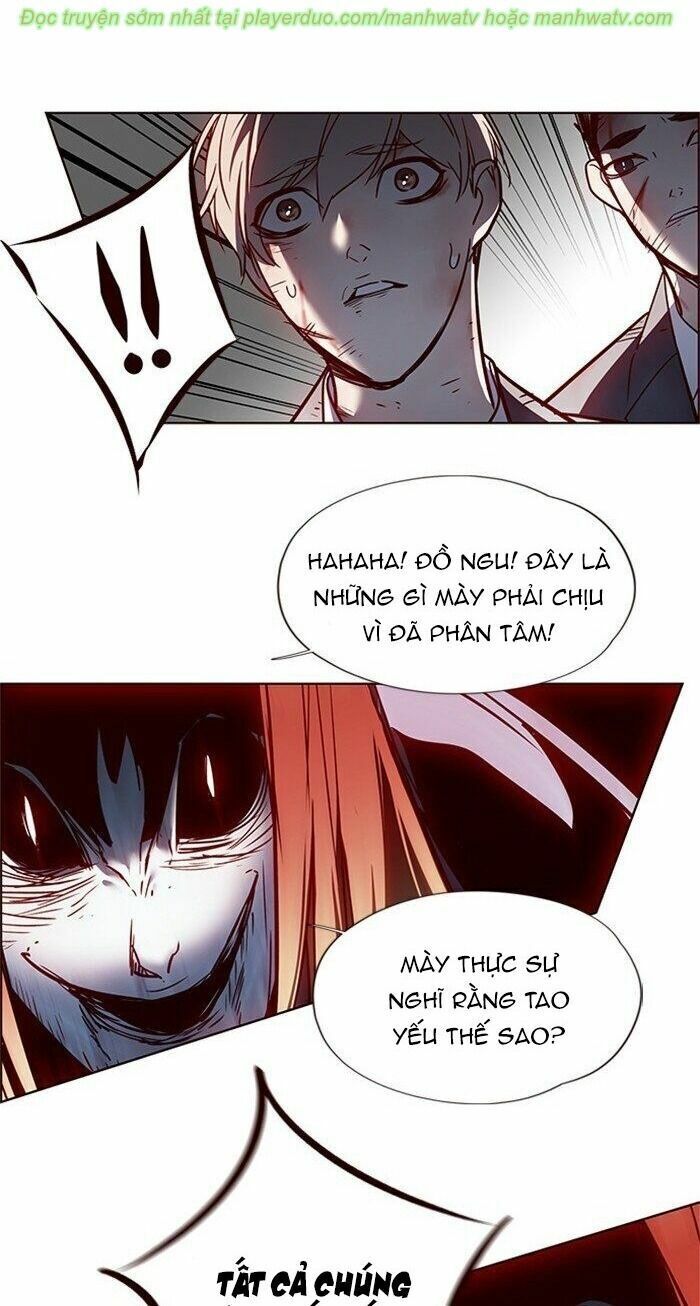 Đọc truyện sớm nhất tại playerduo.com/manhwatv hoặc manhwatv.com
!!
HAHAHA! ĐỒ NGU! ĐÂY LÀ
NHỮNG GÌ MÀY PHẢI CHỊU
VÌ ĐÃ PHÂN TÂM!
MÀY THỰC SỰ
NGHĨ RẰNG TAO
YẾU THẾ SAO?
TẤT CẢ CHÚNG